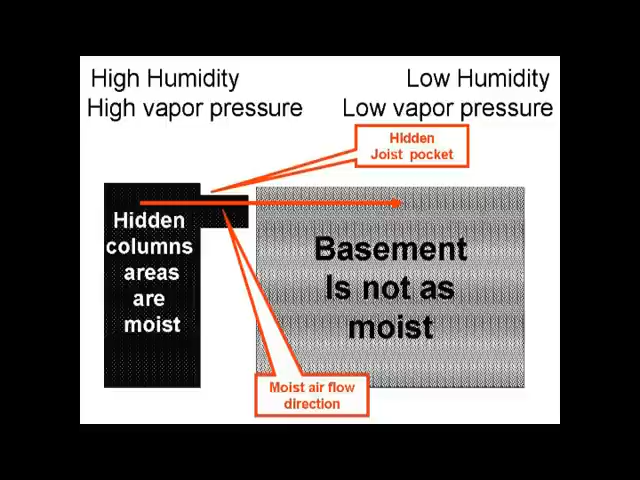 High Humidity
High vapor pressure
Low Humidity
Low vapor pressure
Hidden
Joist pocket
Hidden
columns
areas
are
moist
Basement
Is not as
moist
Moist air flow
direction